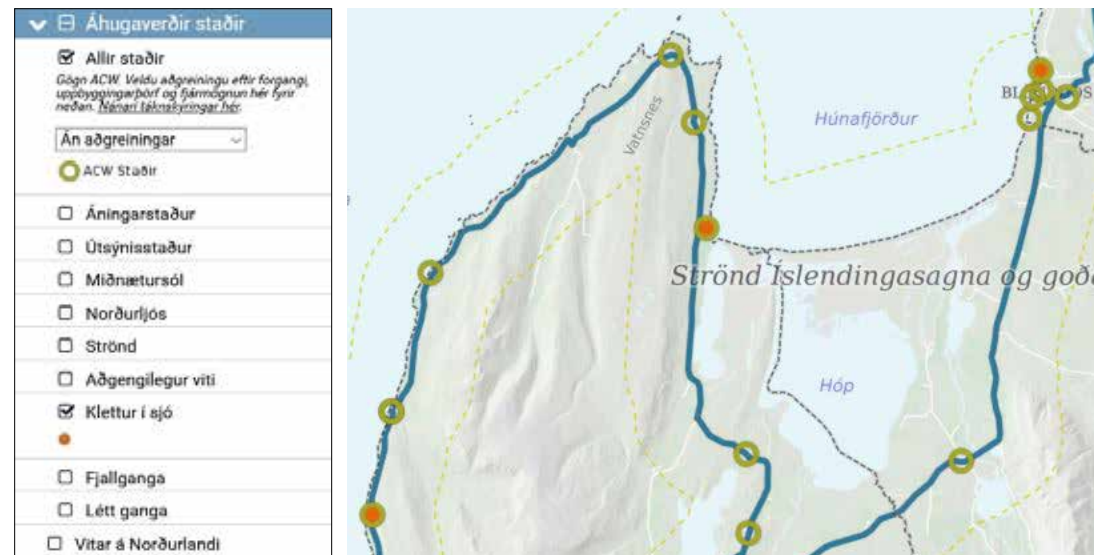 Áhugaverðir staðir
Allir staðir
Gögn ACW. Veldu aðgreiningu eftir forgangi,
uppbyggingarþörf og fjármögnun hér fyrir
neðan. Nánari táknskýringar hér.
Án aðgreiningar
ACW Staðir
Áningarstaður
Útsýnisstaður
Miðnætursól
Norðurljós
Strönd
Aðgengilegur viti
Klettur í sjó
Fjallganga
Létt ganga
Vitar á Norðurlandi
Vatnsnes
Húnafjörður
Strönd Íslendingasagna og goð
Hóp